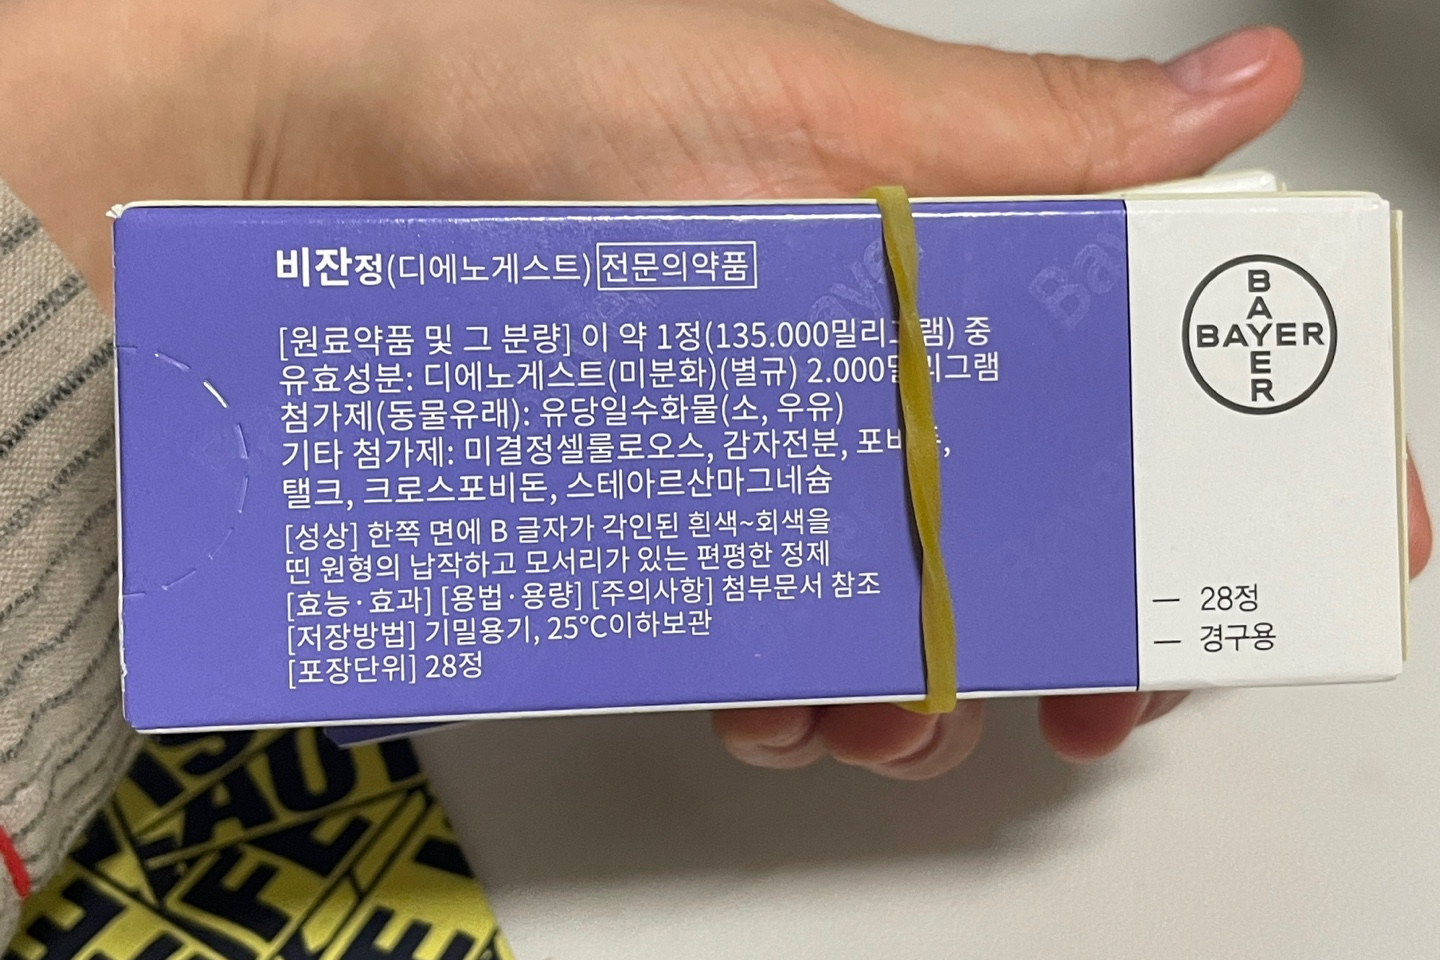 비잔정(디에노게스트) 전문의약품
[원료약품 및 그 분량] 이 약 1정(135.000밀리그램) 중
유효성분: 디에노게스트(미분화)(별규) 2.000밀리그램
첨가제(동물유래): 유당일수화물(소, 우유)
기타 첨가제: 미결정셀룰로오스, 감자전분,
탤크, 크로스포비돈, 스테아르산마그네슘
[성상] 한쪽 면에 B 글자가 각인된 흰색~회색을
띤 원형의 납작하고 모서리가 있는 편평한 정제
[효능·효과] [용법·용량] [주의사항] 첨부문서 참조
[저장방법] 기밀용기, 25°C이하보관
[포장단위] 28정
BAYER
BAYER
— 28정
— 경구용